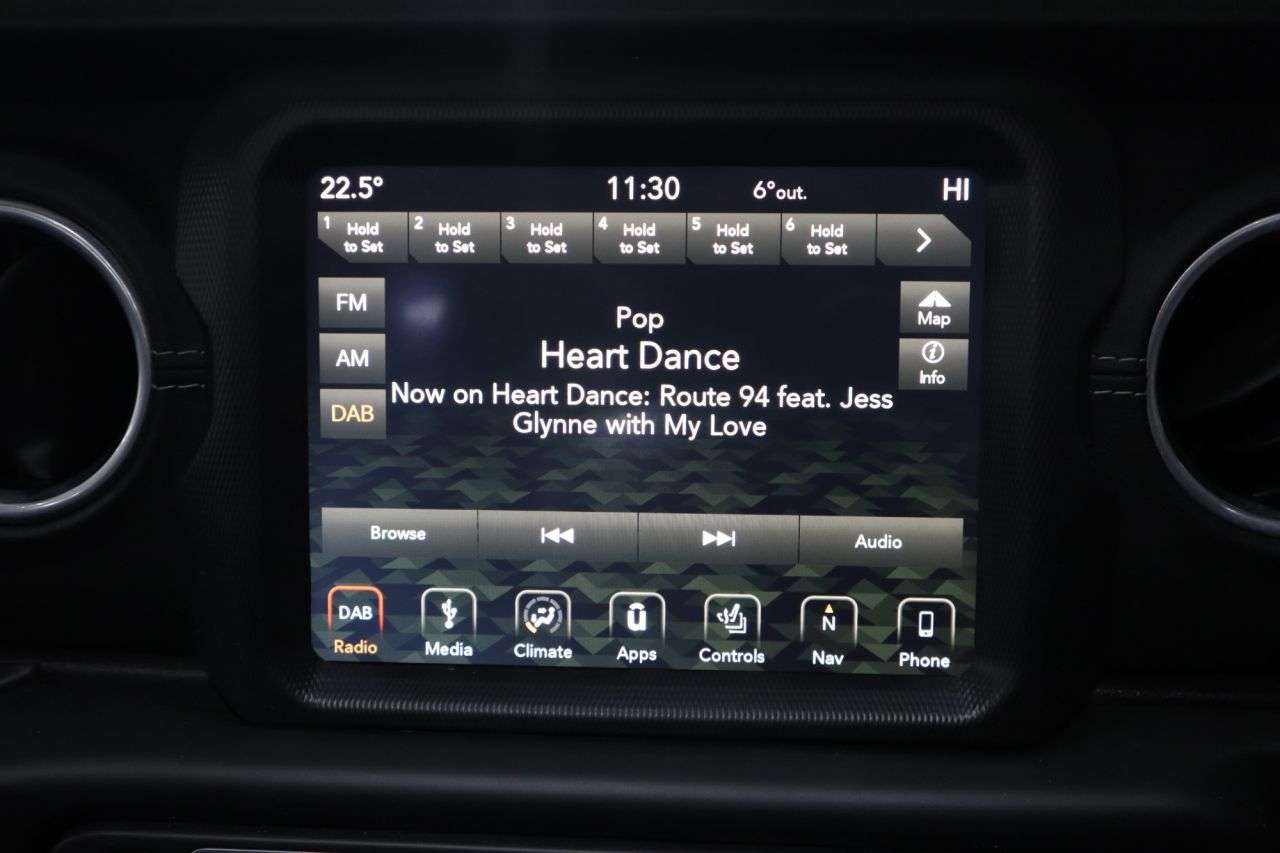 22.5° 11:30 6°out. HI
1 Hold to Set
2 Hold to Set
3 Hold to Set
4 Hold to Set
5 Hold to Set
6 Hold to Set
FM
AM
DAB
Pop
Heart Dance
Now on Heart Dance: Route 94 feat. Jess
Glynne with My Love
Map
Info
Browse
Audio
DAB
Radio
Media
Climate
Apps
Controls
N
Nav
Phone